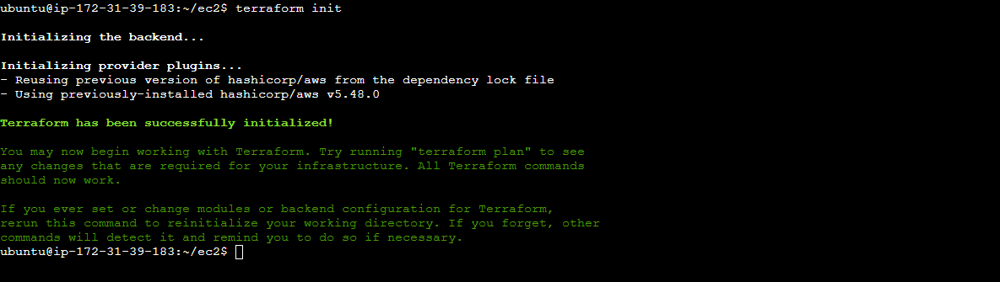 ubuntu@ip-172-31-39-183:~/ec2$ terraform init
Initializing the backend...
Initializing provider plugins...
- Reusing previous version of hashicorp/aws from the dependency lock file
- Using previously-installed hashicorp/aws v5.48.0
Terraform has been successfully initialized!
You may now begin working with Terraform. Try running "terraform plan" to see
any changes that are required for your infrastructure. All Terraform commands
should now work.
If you ever set or change modules or backend configuration for Terraform,
rerun this command to reinitialize your working directory. If you forget, other
commands will detect it and remind you to do so if necessary.
ubuntu@ip-172-31-39-183:~/ec2$